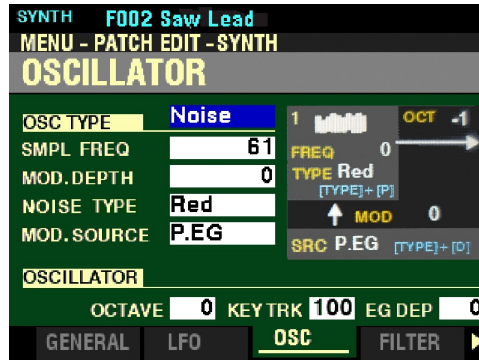 SYNTH F002 Saw Lead
MENU - PATCH EDIT - SYNTH
OSCILLATOR
OSC TYPE Noise
SMPL FREQ 61
MOD.DEPTH 0
NOISE TYPE Red
MOD.SOURCE P.EG
1 OCT -1
FREQ 0
TYPE Red
[TYPE]+[P]
MOD 0
SRC P.EG [TYPE]+[D]
OSCILLATOR
OCTAVE 0 KEY TRK 100 EG DEP 0
GENERAL LFO OSC FILTER